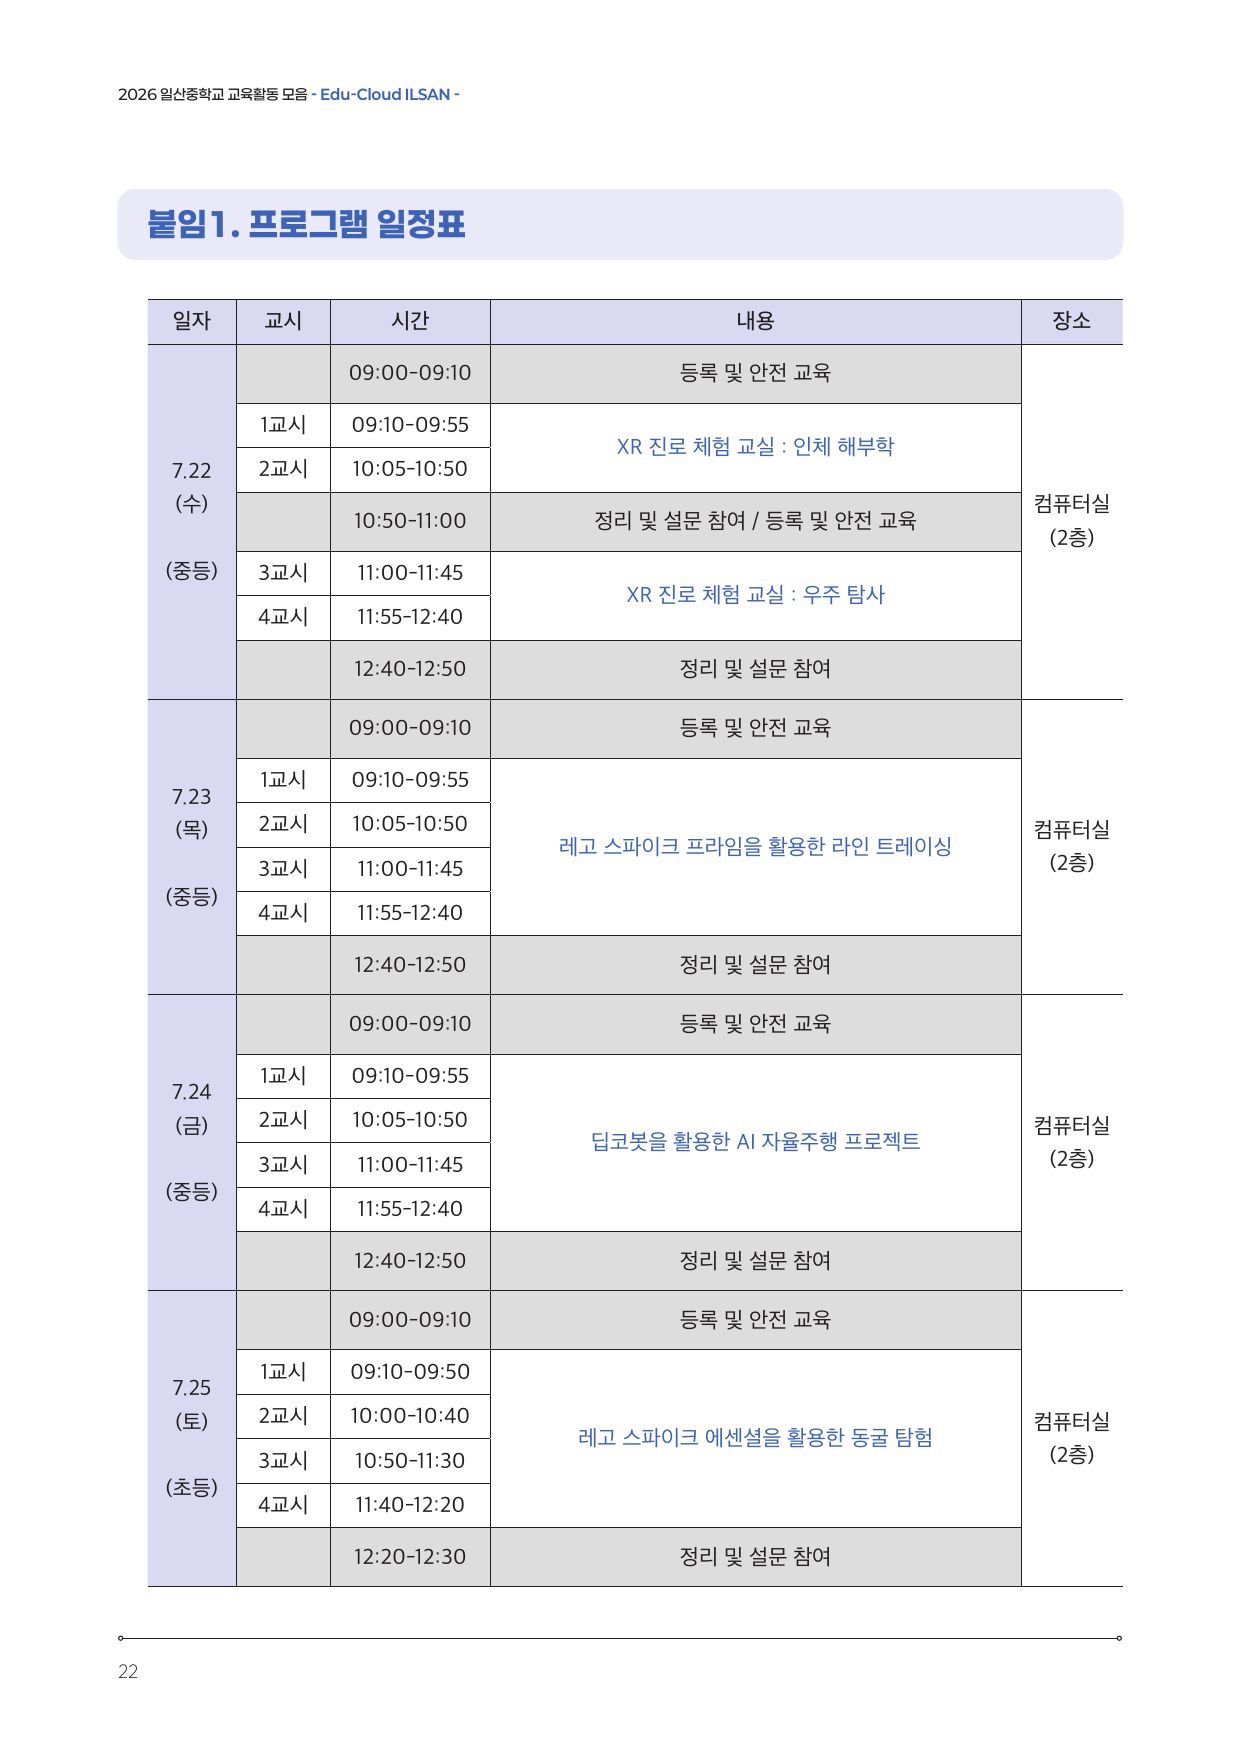 2026 일산중학교 교육활동 모음 - Edu-Cloud ILSAN -
붙임1. 프로그램 일정표
일자 교시 시간 내용 장소
7.22
(수)
(중등)
09:00-09:10 등록 및 안전 교육
1교시 09:10-09:55
2교시 10:05-10:50
XR 진로 체험 교실 : 인체 해부학
10:50-11:00 정리 및 설문 참여 / 등록 및 안전 교육
3교시 11:00-11:45
4교시 11:55-12:40
XR 진로 체험 교실 : 우주 탐사
12:40-12:50 정리 및 설문 참여
컴퓨터실
(2층)
7.23
(목)
(중등)
09:00-09:10 등록 및 안전 교육
1교시 09:10-09:55
2교시 10:05-10:50
3교시 11:00-11:45
4교시 11:55-12:40
레고 스파이크 프라임을 활용한 라인 트레이싱
12:40-12:50 정리 및 설문 참여
컴퓨터실
(2층)
7.24
(금)
(중등)
09:00-09:10 등록 및 안전 교육
1교시 09:10-09:55
2교시 10:05-10:50
3교시 11:00-11:45
4교시 11:55-12:40
딥코봇을 활용한 AI 자율주행 프로젝트
12:40-12:50 정리 및 설문 참여
컴퓨터실
(2층)
7.25
(토)
(초등)
09:00-09:10 등록 및 안전 교육
1교시 09:10-09:50
2교시 10:00-10:40
3교시 10:50-11:30
4교시 11:40-12:20
레고 스파이크 에센셜을 활용한 동굴 탐험
12:20-12:30 정리 및 설문 참여
컴퓨터실
(2층)
22